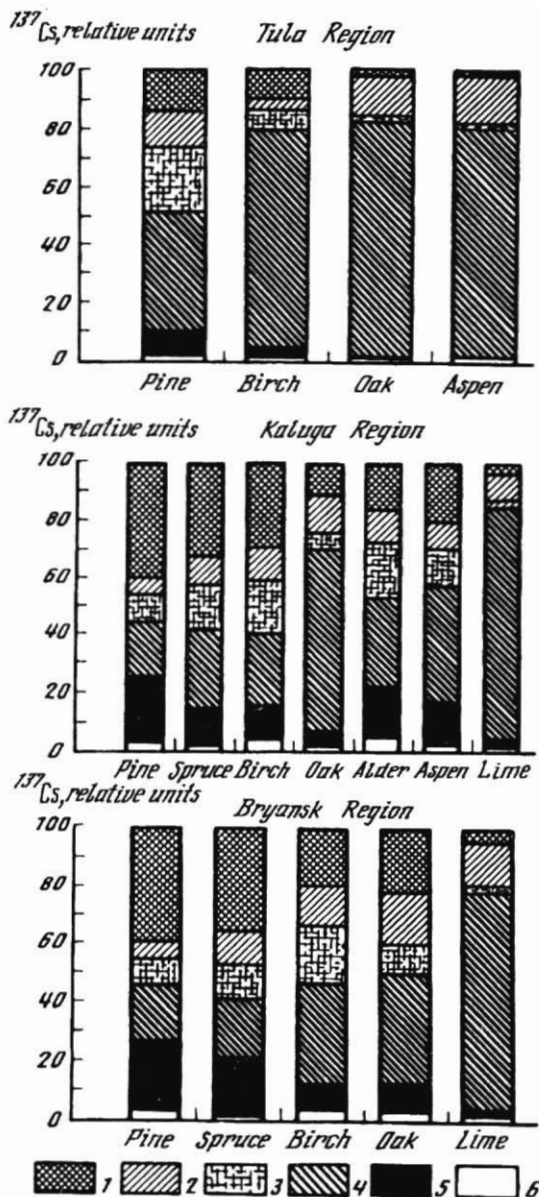 137Cs, relative units Tula Region
100
80
60
40
20
0
Pine Birch Oak Aspen
137Cs, relative units Kaluga Region
100
80
60
40
20
0
Pine Spruce Birch Oak Alder Aspen Lime
137Cs, relative units
Bryansk Region
100
80
60
40
20
0
Pine Spruce Birch Oak Lime
1 2 3 4 5 6